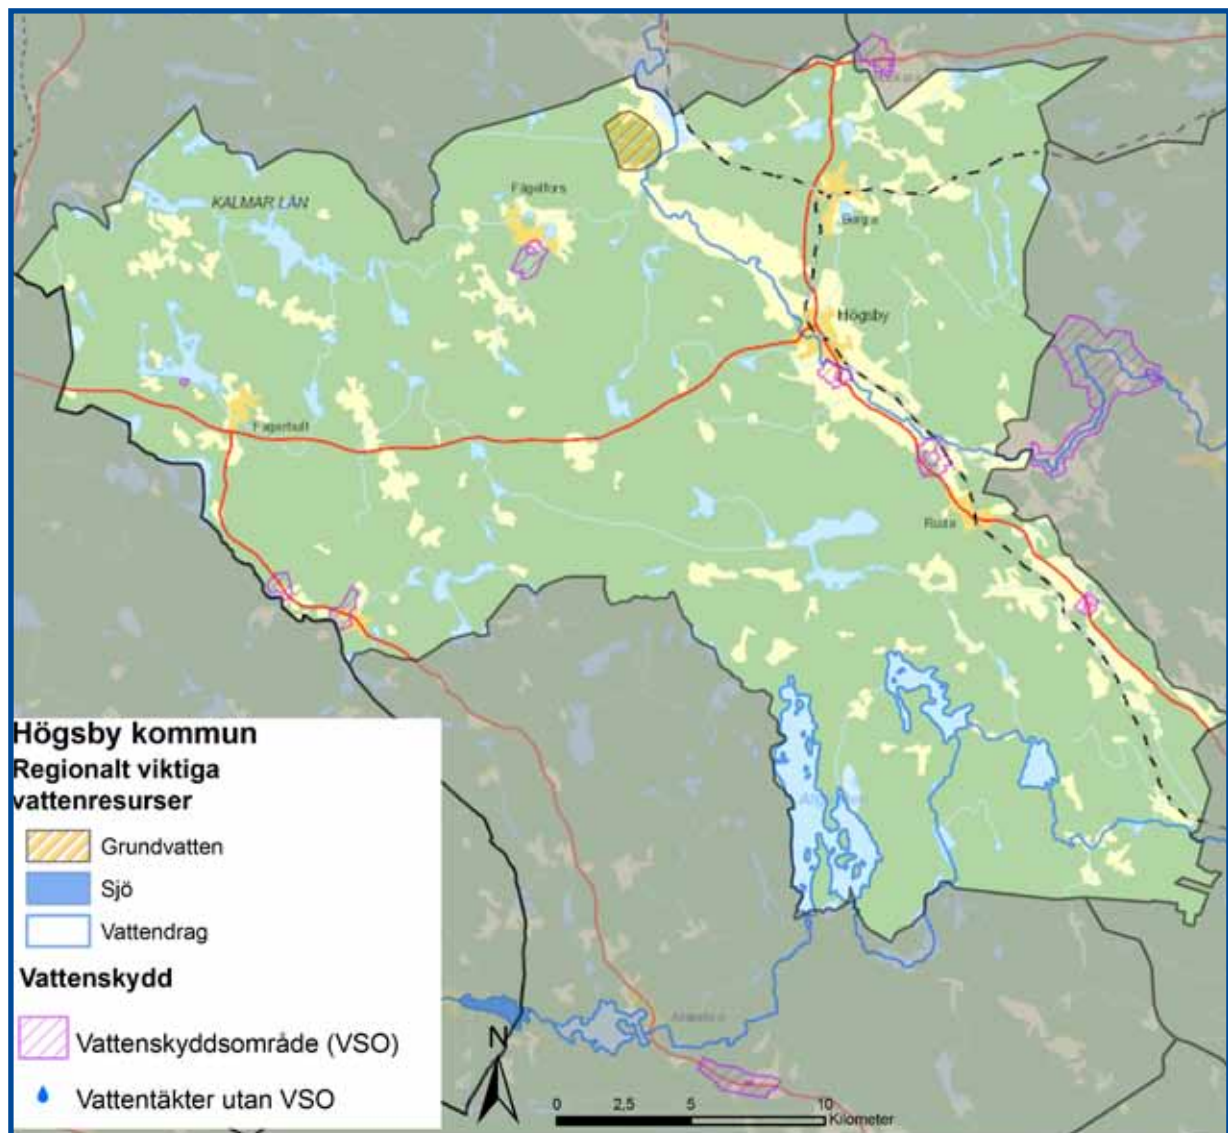 KALMAR LÄN
Fågelfors
Berga
Högsby
Fagerhult
Ruda
Högsby kommun
Regionalt viktiga
vattenresurser
Grundvatten
Sjö
Vattendrag
Vattenskydd
Vattenskyddsområde (VSO)
Vattentäkter utan VSO
N
0 2,5 5 10
Kilometer